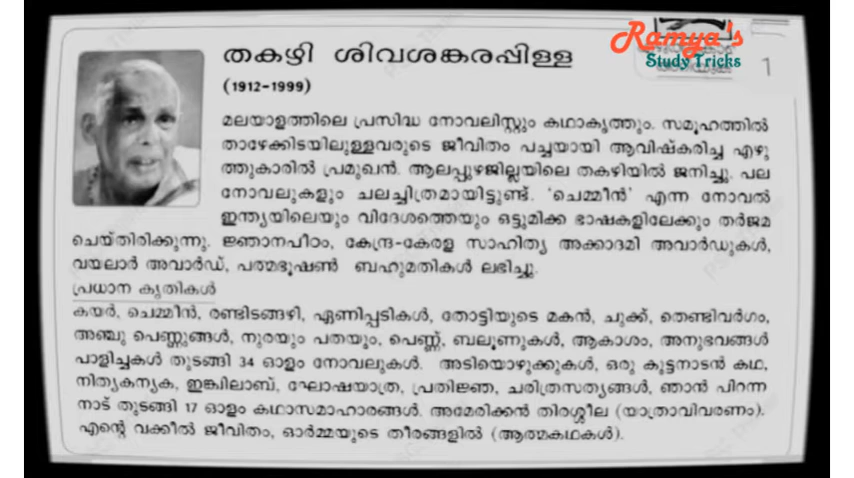 Ramya's
Study Tricks
1
തകഴി ശിവശങ്കരപ്പിള്ള
(1912-1999)
മലയാളത്തിലെ പ്രസിദ്ധ നോവലിസ്റ്റും കഥാകൃത്തും. സമൂഹത്തിൽ
താഴേക്കിടയിലുള്ളവരുടെ ജീവിതം പച്ചയായി ആവിഷ്കരിച്ച എഴു
ത്തുകാരിൽ പ്രമുഖൻ. ആലപ്പുഴജില്ലയിലെ തകഴിയിൽ ജനിച്ചു. പല
നോവലുകളും ചലച്ചിത്രമായിട്ടുണ്ട്. 'ചെമ്മീൻ' എന്ന നോവൽ
ഇന്ത്യയിലെയും വിദേശത്തെയും ഒട്ടുമിക്ക ഭാഷകളിലേക്കും തർജമ
ചെയ്തിരിക്കുന്നു. ജ്ഞാനപീഠം, കേന്ദ്ര-കേരള സാഹിത്യ അക്കാദമി അവാർഡുകൾ,
വയലാർ അവാർഡ്, പത്മഭൂഷൺ ബഹുമതികൾ ലഭിച്ചു.
പ്രധാന കൃതികൾ
കയർ, ചെമ്മീൻ, രണ്ടിടങ്ങഴി, ഏണിപ്പടികൾ, തോട്ടിയുടെ മകൻ, ചുക്ക്, തെണ്ടിവർഗം,
അഞ്ചു പെണ്ണുങ്ങൾ, നുരയും പതയും, പെണ്ണ്, ബലൂണുകൾ, ആകാശം, അനുഭവങ്ങൾ
പാളിച്ചകൾ തുടങ്ങി 34 ഓളം നോവലുകൾ. അടിയൊഴുക്കുകൾ, ഒരു കുട്ടനാടൻ കഥ,
നിത്യകന്യക, ഇങ്ക്വിലാബ്, ഘോഷയാത്ര, പ്രതിജ്ഞ, ചരിത്രസത്യങ്ങൾ, ഞാൻ പിറന്ന
നാട് തുടങ്ങി 17 ഓളം കഥാസമാഹാരങ്ങൾ. അമേരിക്കൻ തിരശ്ശീല (യാത്രാവിവരണം).
എന്റെ വക്കീൽ ജീവിതം, ഓർമ്മയുടെ തീരങ്ങളിൽ (ആത്മകഥകൾ).